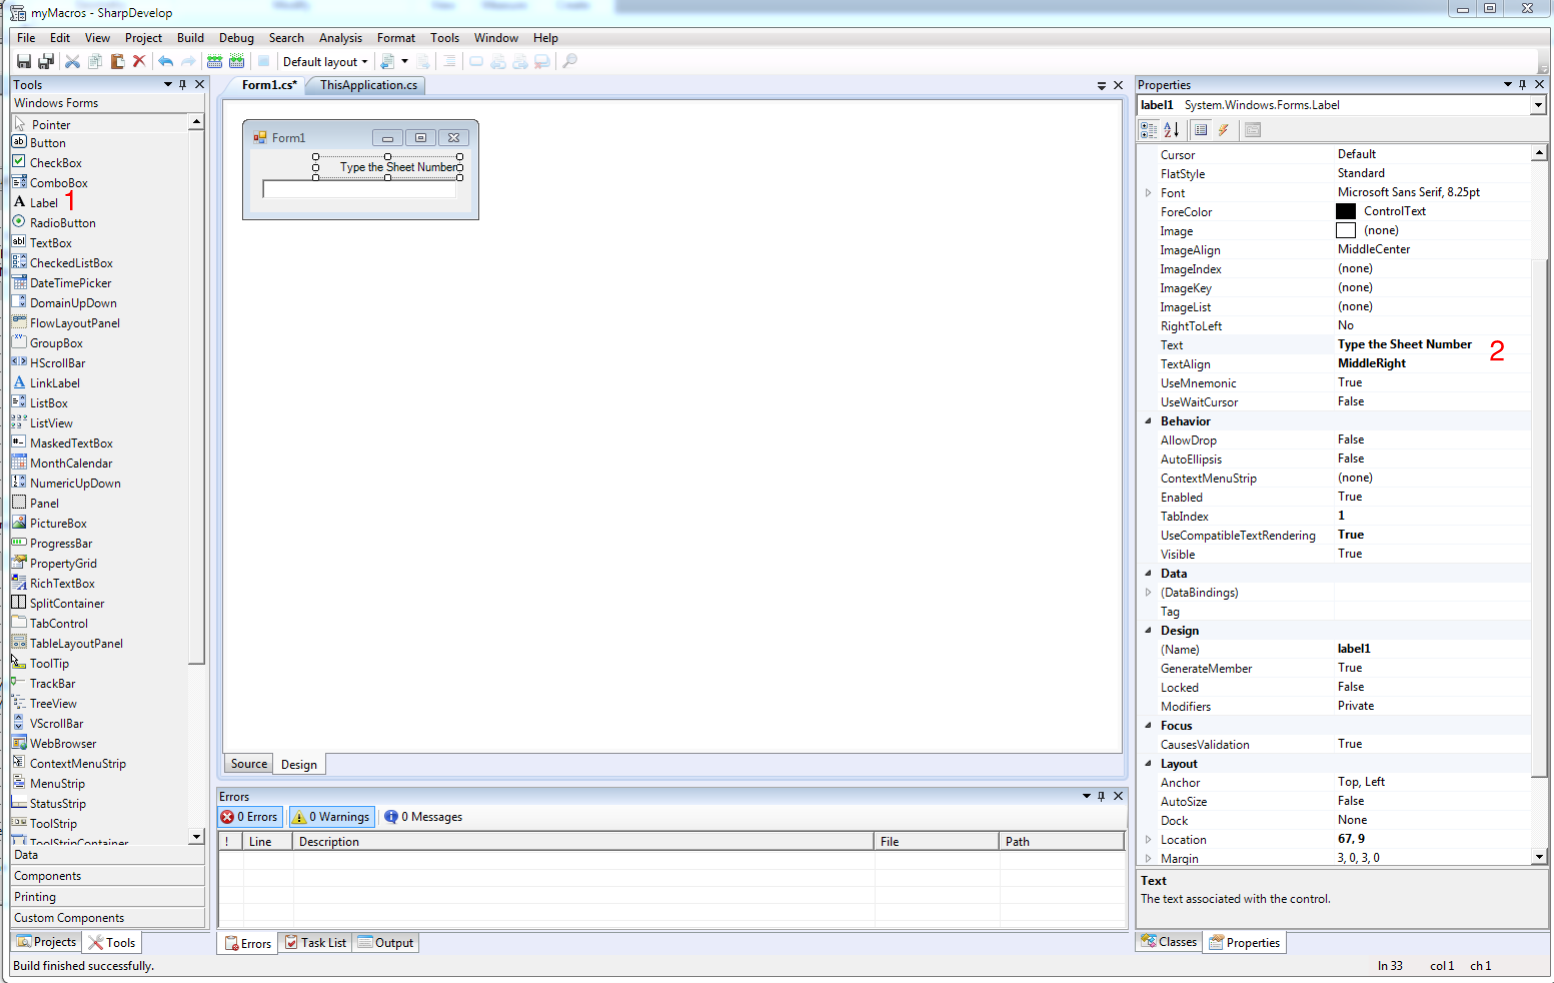 myMacros - SharpDevelop
File Edit View Project Build Debug Search Analysis Format Tools Window Help
Default layout
Tools
Windows Forms
Pointer
Button
CheckBox
ComboBox
A Label 1
RadioButton
TextBox
CheckedListBox
DateTimePicker
DomainUpDown
FlowLayoutPanel
GroupBox
HScrollBar
LinkLabel
ListBox
ListView
MaskedTextBox
MonthCalendar
NumericUpDown
Panel
PictureBox
ProgressBar
PropertyGrid
RichTextBox
SplitContainer
TabControl
TableLayoutPanel
ToolTip
TrackBar
TreeView
VScrollBar
WebBrowser
ContextMenuStrip
MenuStrip
StatusStrip
ToolStrip
ToolStripContainer
Data
Components
Printing
Custom Components
Projects Tools
Form1.cs* ThisApplication.cs
Form1
Type the Sheet Number
Source Design
Errors
0 Errors 0 Warnings 0 Messages
! Line Description File Path
Errors Task List Output
Properties
label1 System.Windows.Forms.Label
Cursor Default
FlatStyle Standard
Font Microsoft Sans Serif, 8.25pt
ForeColor ControlText
Image (none)
ImageAlign MiddleCenter
ImageIndex (none)
ImageKey (none)
ImageList (none)
RightToLeft No
Text Type the Sheet Number 2
TextAlign MiddleRight
UseMnemonic True
UseWaitCursor False
Behavior
AllowDrop False
AutoEllipsis False
ContextMenuStrip (none)
Enabled True
TabIndex 1
UseCompatibleTextRendering True
Visible True
Data
(DataBindings)
Tag
Design
(Name) label1
GenerateMember True
Locked False
Modifiers Private
Focus
CausesValidation True
Layout
Anchor Top, Left
AutoSize False
Dock None
Location 67, 9
Margin 3, 0, 3, 0
Text
The text associated with the control.
Classes Properties
Build finished successfully.
ln 33 col 1 ch 1